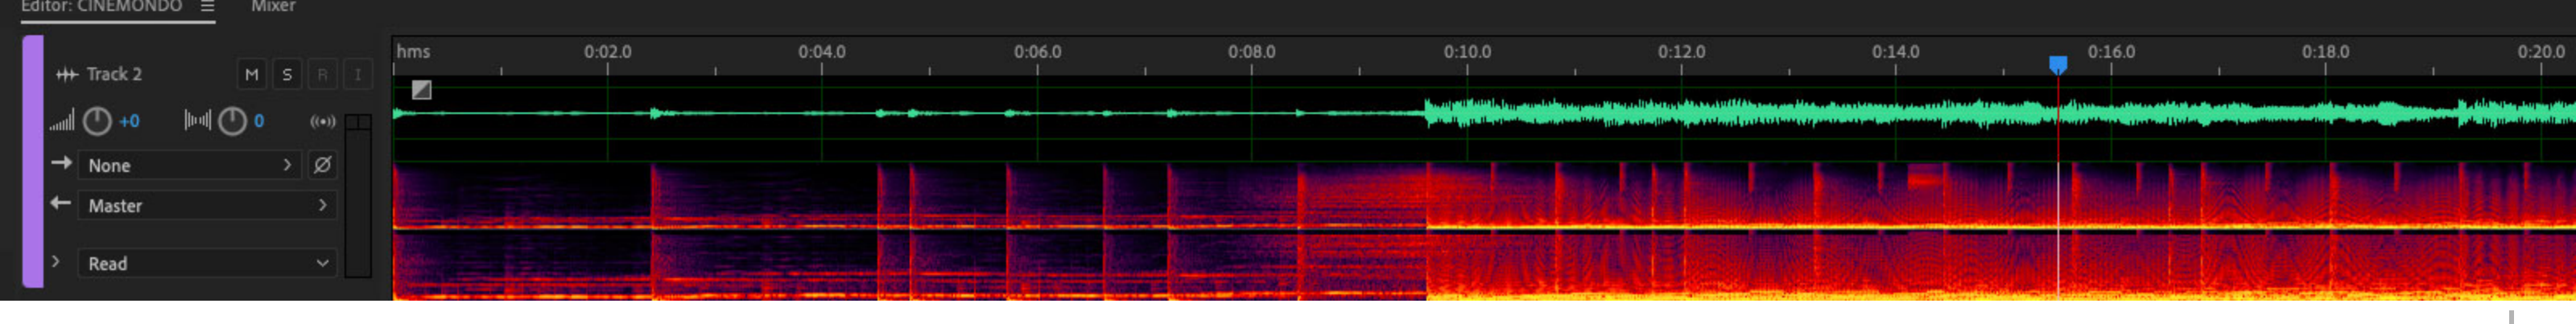 Editor: CINEMONDO ☰ Mixer
hms 0:02.0 0:04.0 0:06.0 0:08.0 0:10.0 0:12.0 0:14.0 0:16.0 0:18.0 0:20.0
Track 2 M S R I
+0 0
None
Master
Read